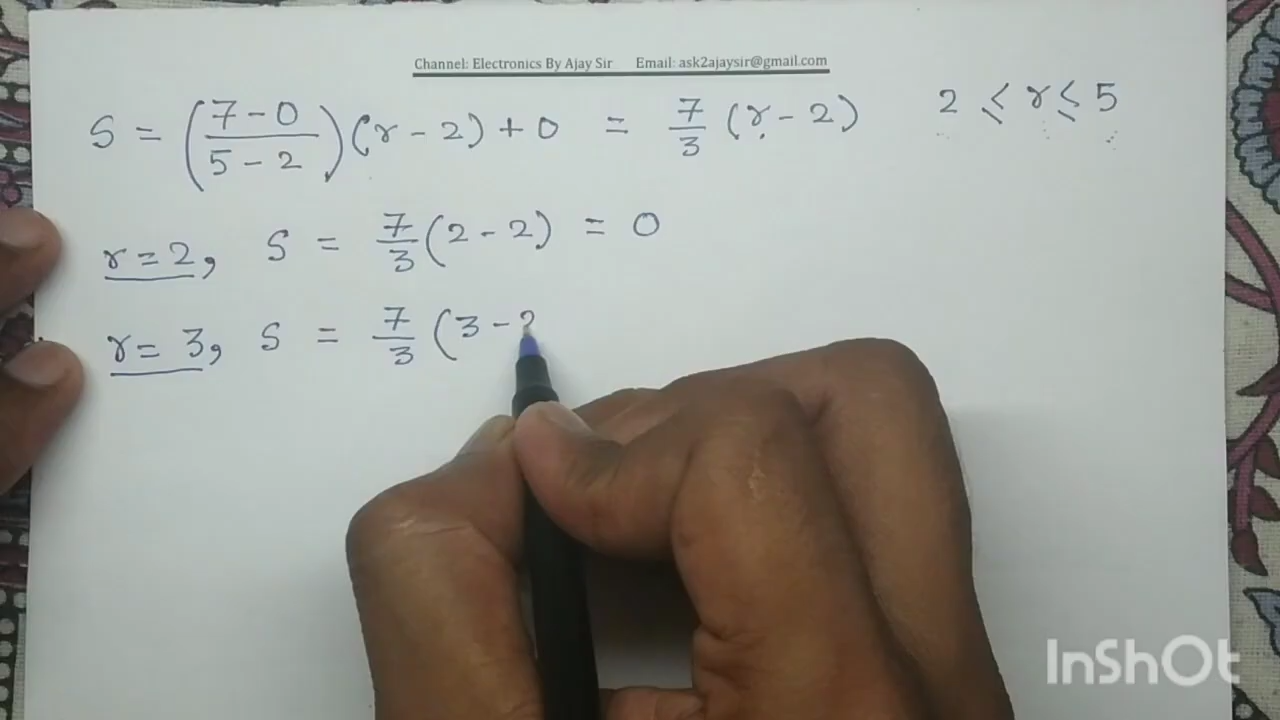 Channel: Electronics By Ajay Sir Email: ask2ajaysir@gmail.com
S = (7-0/5-2)(r-2)+0 = 7/3 (r-2) 2 ≤ r ≤ 5
r=2, S = 7/3(2-2) = 0
r=3, S = 7/3 (3-2
InShOt